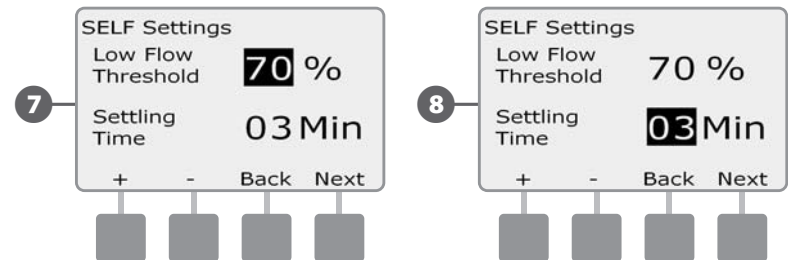 7
SELF Settings
Low Flow
Threshold
70 %
Settling
Time
03 Min
+ - Back Next
8
SELF Settings
Low Flow
Threshold
70 %
Settling
Time
03 Min
+ - Back Next